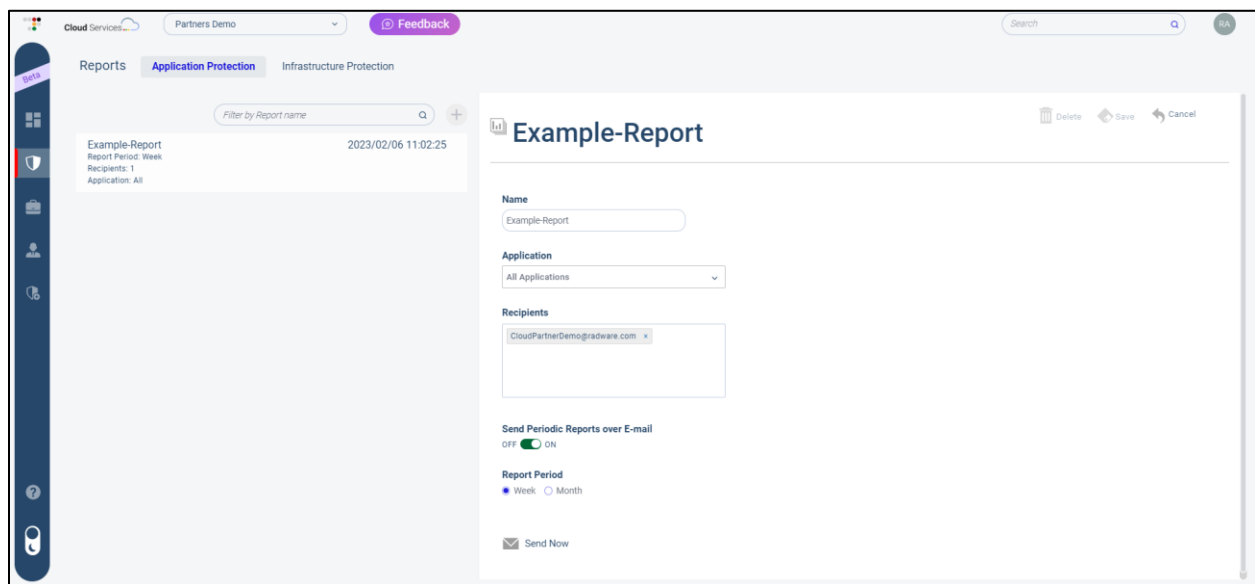 Cloud Services
Partners Demo
Feedback
Search
RA
Beta
Reports
Application Protection
Infrastructure Protection
Filter by Report name
+
Example-Report
2023/02/06 11:02:25
Report Period: Week
Recipients: 1
Application: All
Example-Report
Delete
Save
Cancel
Name
Example-Report
Application
All Applications
Recipients
CloudPartnerDemo@radware.com ×
Send Periodic Reports over E-mail
OFF ON
Report Period
Week Month
Send Now